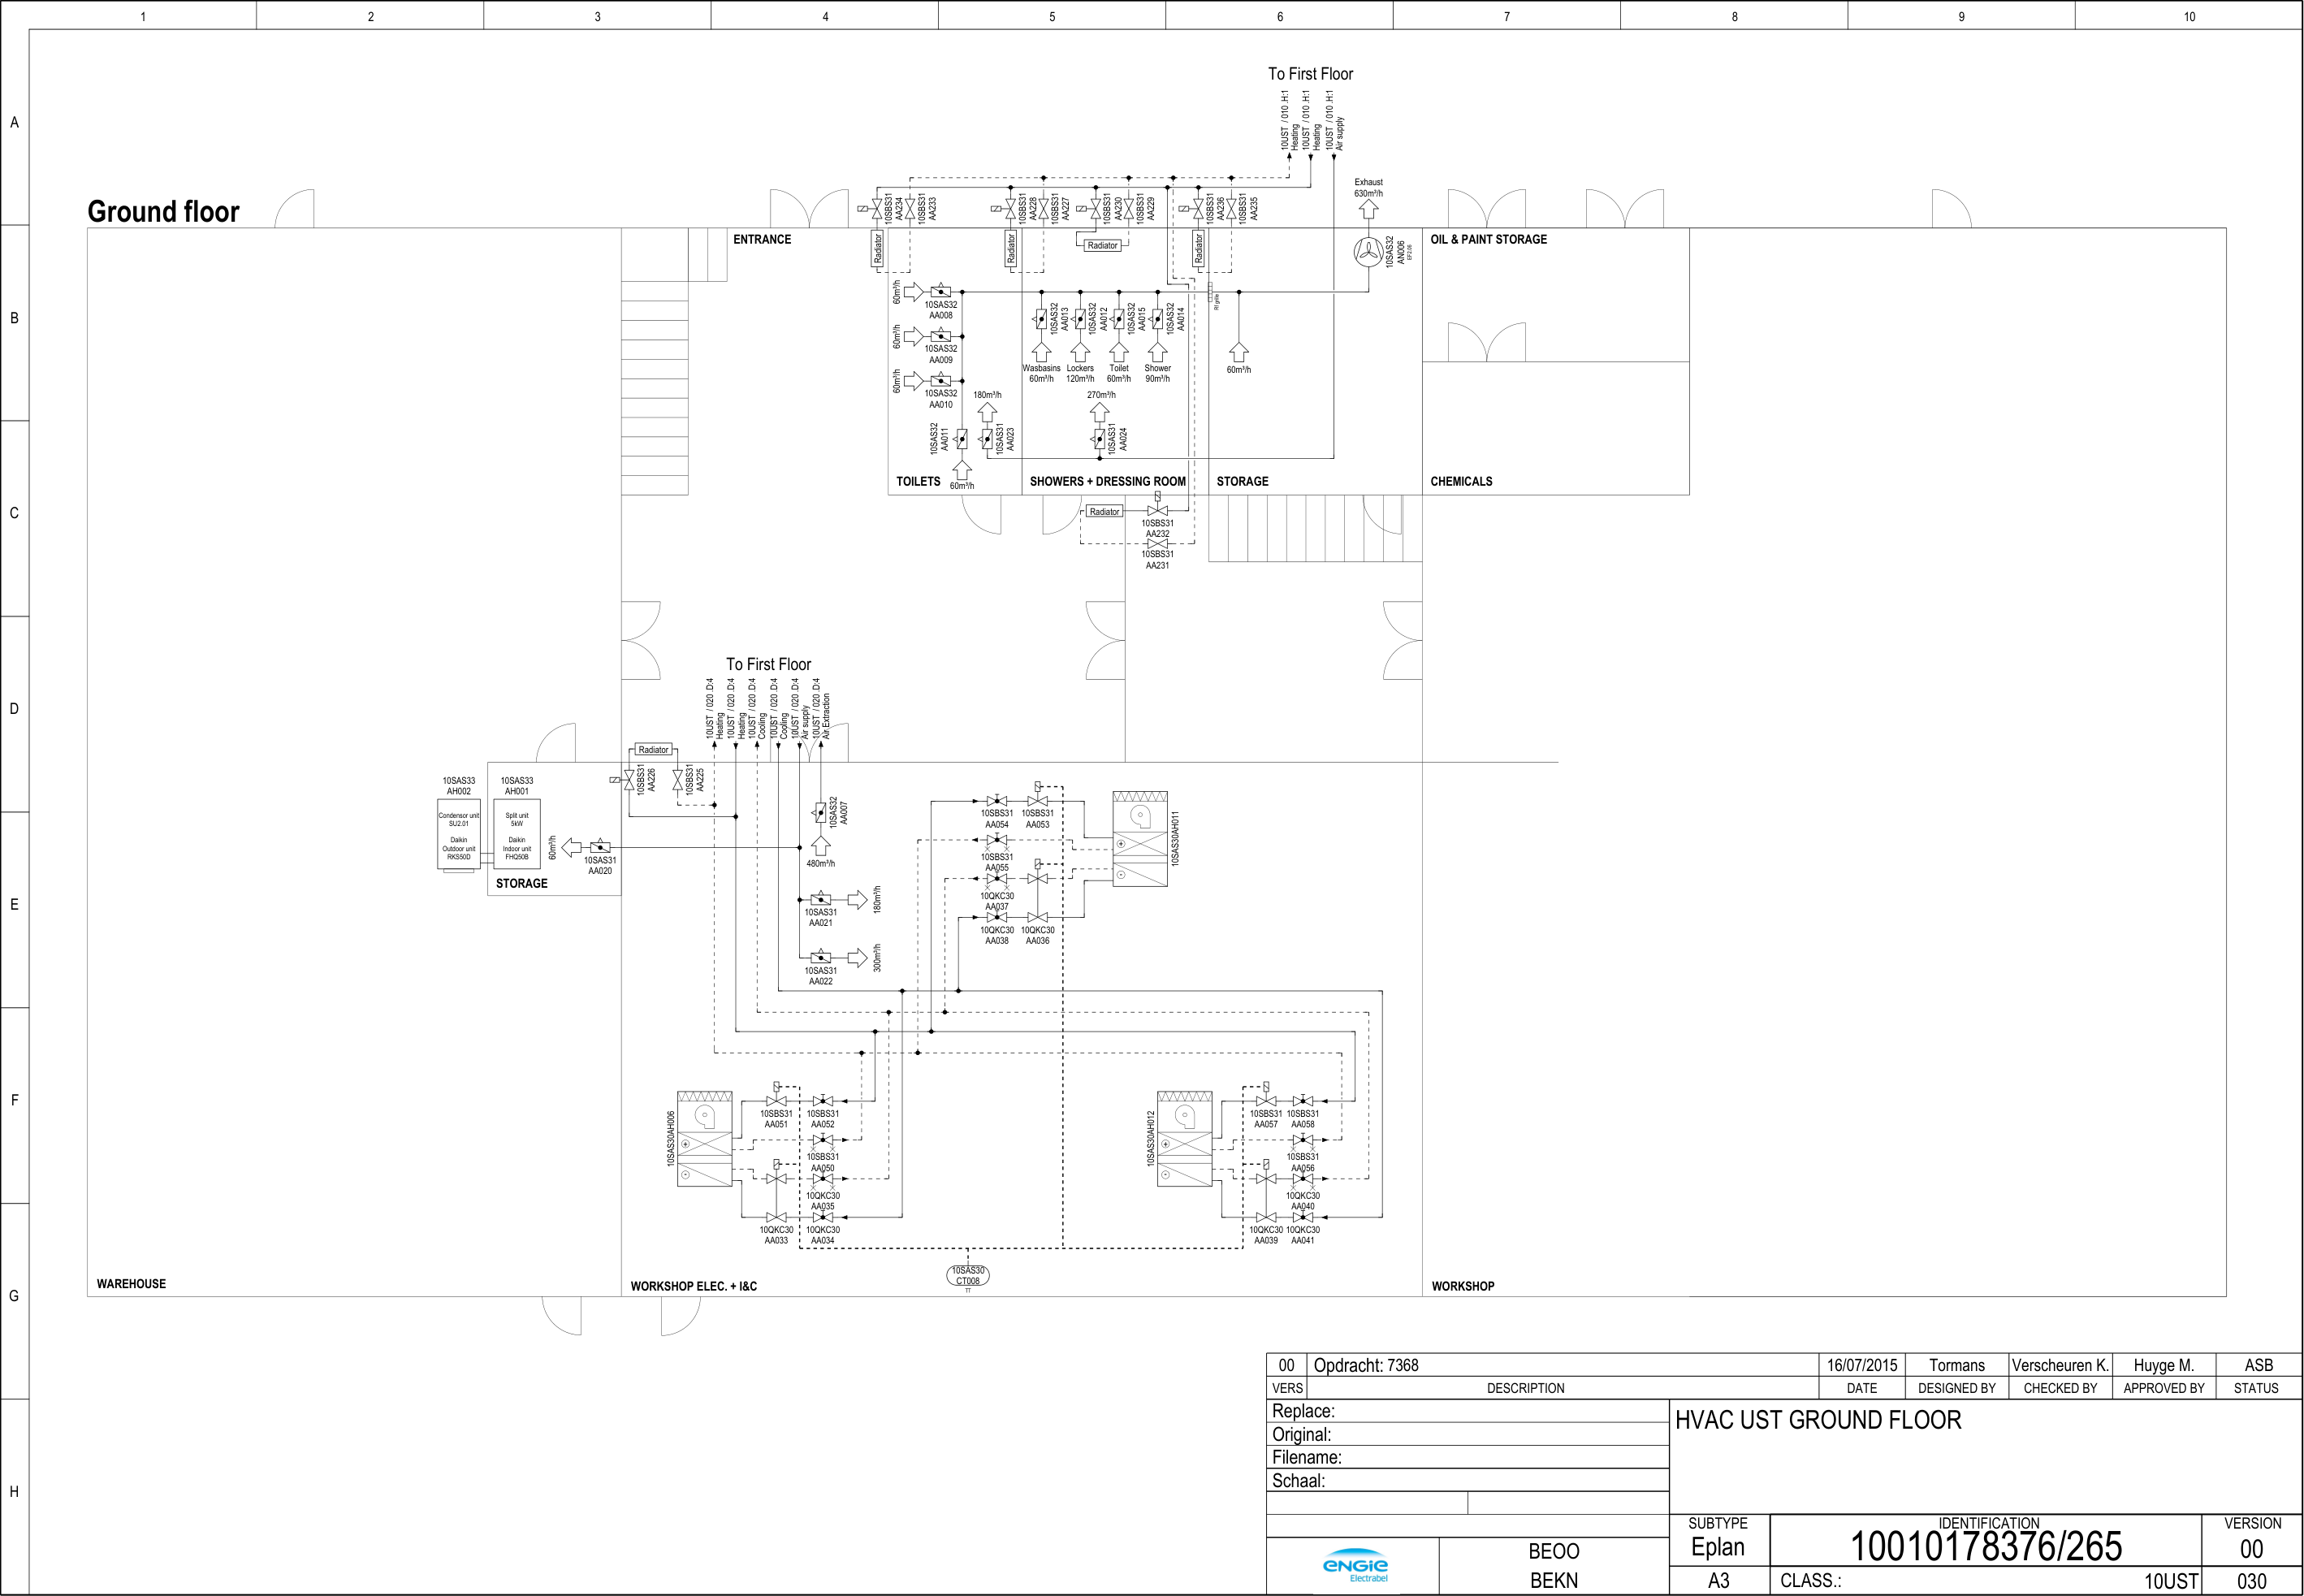 1 2 3 4 5 6 7 8 9 10
A
B
C
D
E
F
G
H
Ground floor
To First Floor
10UST / 010 .H:1
Heating
10UST / 010 .H:1
Heating
10UST / 010 .H:1
Air supply
Exhaust
630m³/h
10SBS31
AA234
10SBS31
AA233
10SBS31
AA228
10SBS31
AA227
10SBS31
AA230
10SBS31
AA229
10SBS31
AA236
10SBS31
AA235
ENTRANCE
Radiator
Radiator
Radiator
Radiator
10SAS32
AN006
EF2.06
OIL & PAINT STORAGE
60m³/h
10SAS32
AA008
60m³/h
10SAS32
AA009
60m³/h
10SAS32
AA010
10SAS32
AA013
10SAS32
AA012
10SAS32
AA015
10SAS32
AA014
Rf grille
Wasbasins
60m³/h
Lockers
120m³/h
Toilet
60m³/h
Shower
90m³/h
60m³/h
180m³/h
270m³/h
10SAS32
AA011
10SAS31
AA023
10SAS31
AA024
TOILETS
60m³/h
SHOWERS + DRESSING ROOM
STORAGE
CHEMICALS
Radiator
10SBS31
AA232
10SBS31
AA231
To First Floor
10UST / 020 .D:4
Heating
10UST / 020 .D:4
Heating
10UST / 020 .D:4
Cooling
10UST / 020 .D:4
Cooling
10UST / 020 .D:4
Air supply
10UST / 020 .D:4
Air Extraction
Radiator
10SBS31
AA226
10SBS31
AA225
10SAS33
AH002
10SAS33
AH001
Condensor unit
SU2.01
Daikin
Outdoor unit
RKS50D
Split unit
5kW
Daikin
Indoor unit
FHQ50B
STORAGE
60m³/h
10SAS31
AA020
10SAS32
AA007
480m³/h
10SAS31
AA021
180m³/h
10SAS31
AA022
300m³/h
10SBS31
AA054
10SBS31
AA053
10SBS31
AA055
10QKC30
AA037
10QKC30
AA038
10QKC30
AA036
10SAS30AH011
10SAS30AH006
10SBS31
AA051
10SBS31
AA052
10SBS31
AA050
10QKC30
AA035
10QKC30
AA033
10QKC30
AA034
10SAS30AH012
10SBS31
AA057
10SBS31
AA058
10SBS31
AA056
10QKC30
AA040
10QKC30
AA039
10QKC30
AA041
10SAS30
CT008
TT
WAREHOUSE
WORKSHOP ELEC. + I&C
WORKSHOP
00 Opdracht: 7368 16/07/2015 Tormans Verscheuren K. Huyge M. ASB
VERS DESCRIPTION DATE DESIGNED BY CHECKED BY APPROVED BY STATUS
Replace:
Original:
Filename:
Schaal:
HVAC UST GROUND FLOOR
SUBTYPE
Eplan
A3
IDENTIFICATION
10010178376/265
CLASS.: 10UST
VERSION
00
030
BEOO
BEKN
ENGIE
Electrabel